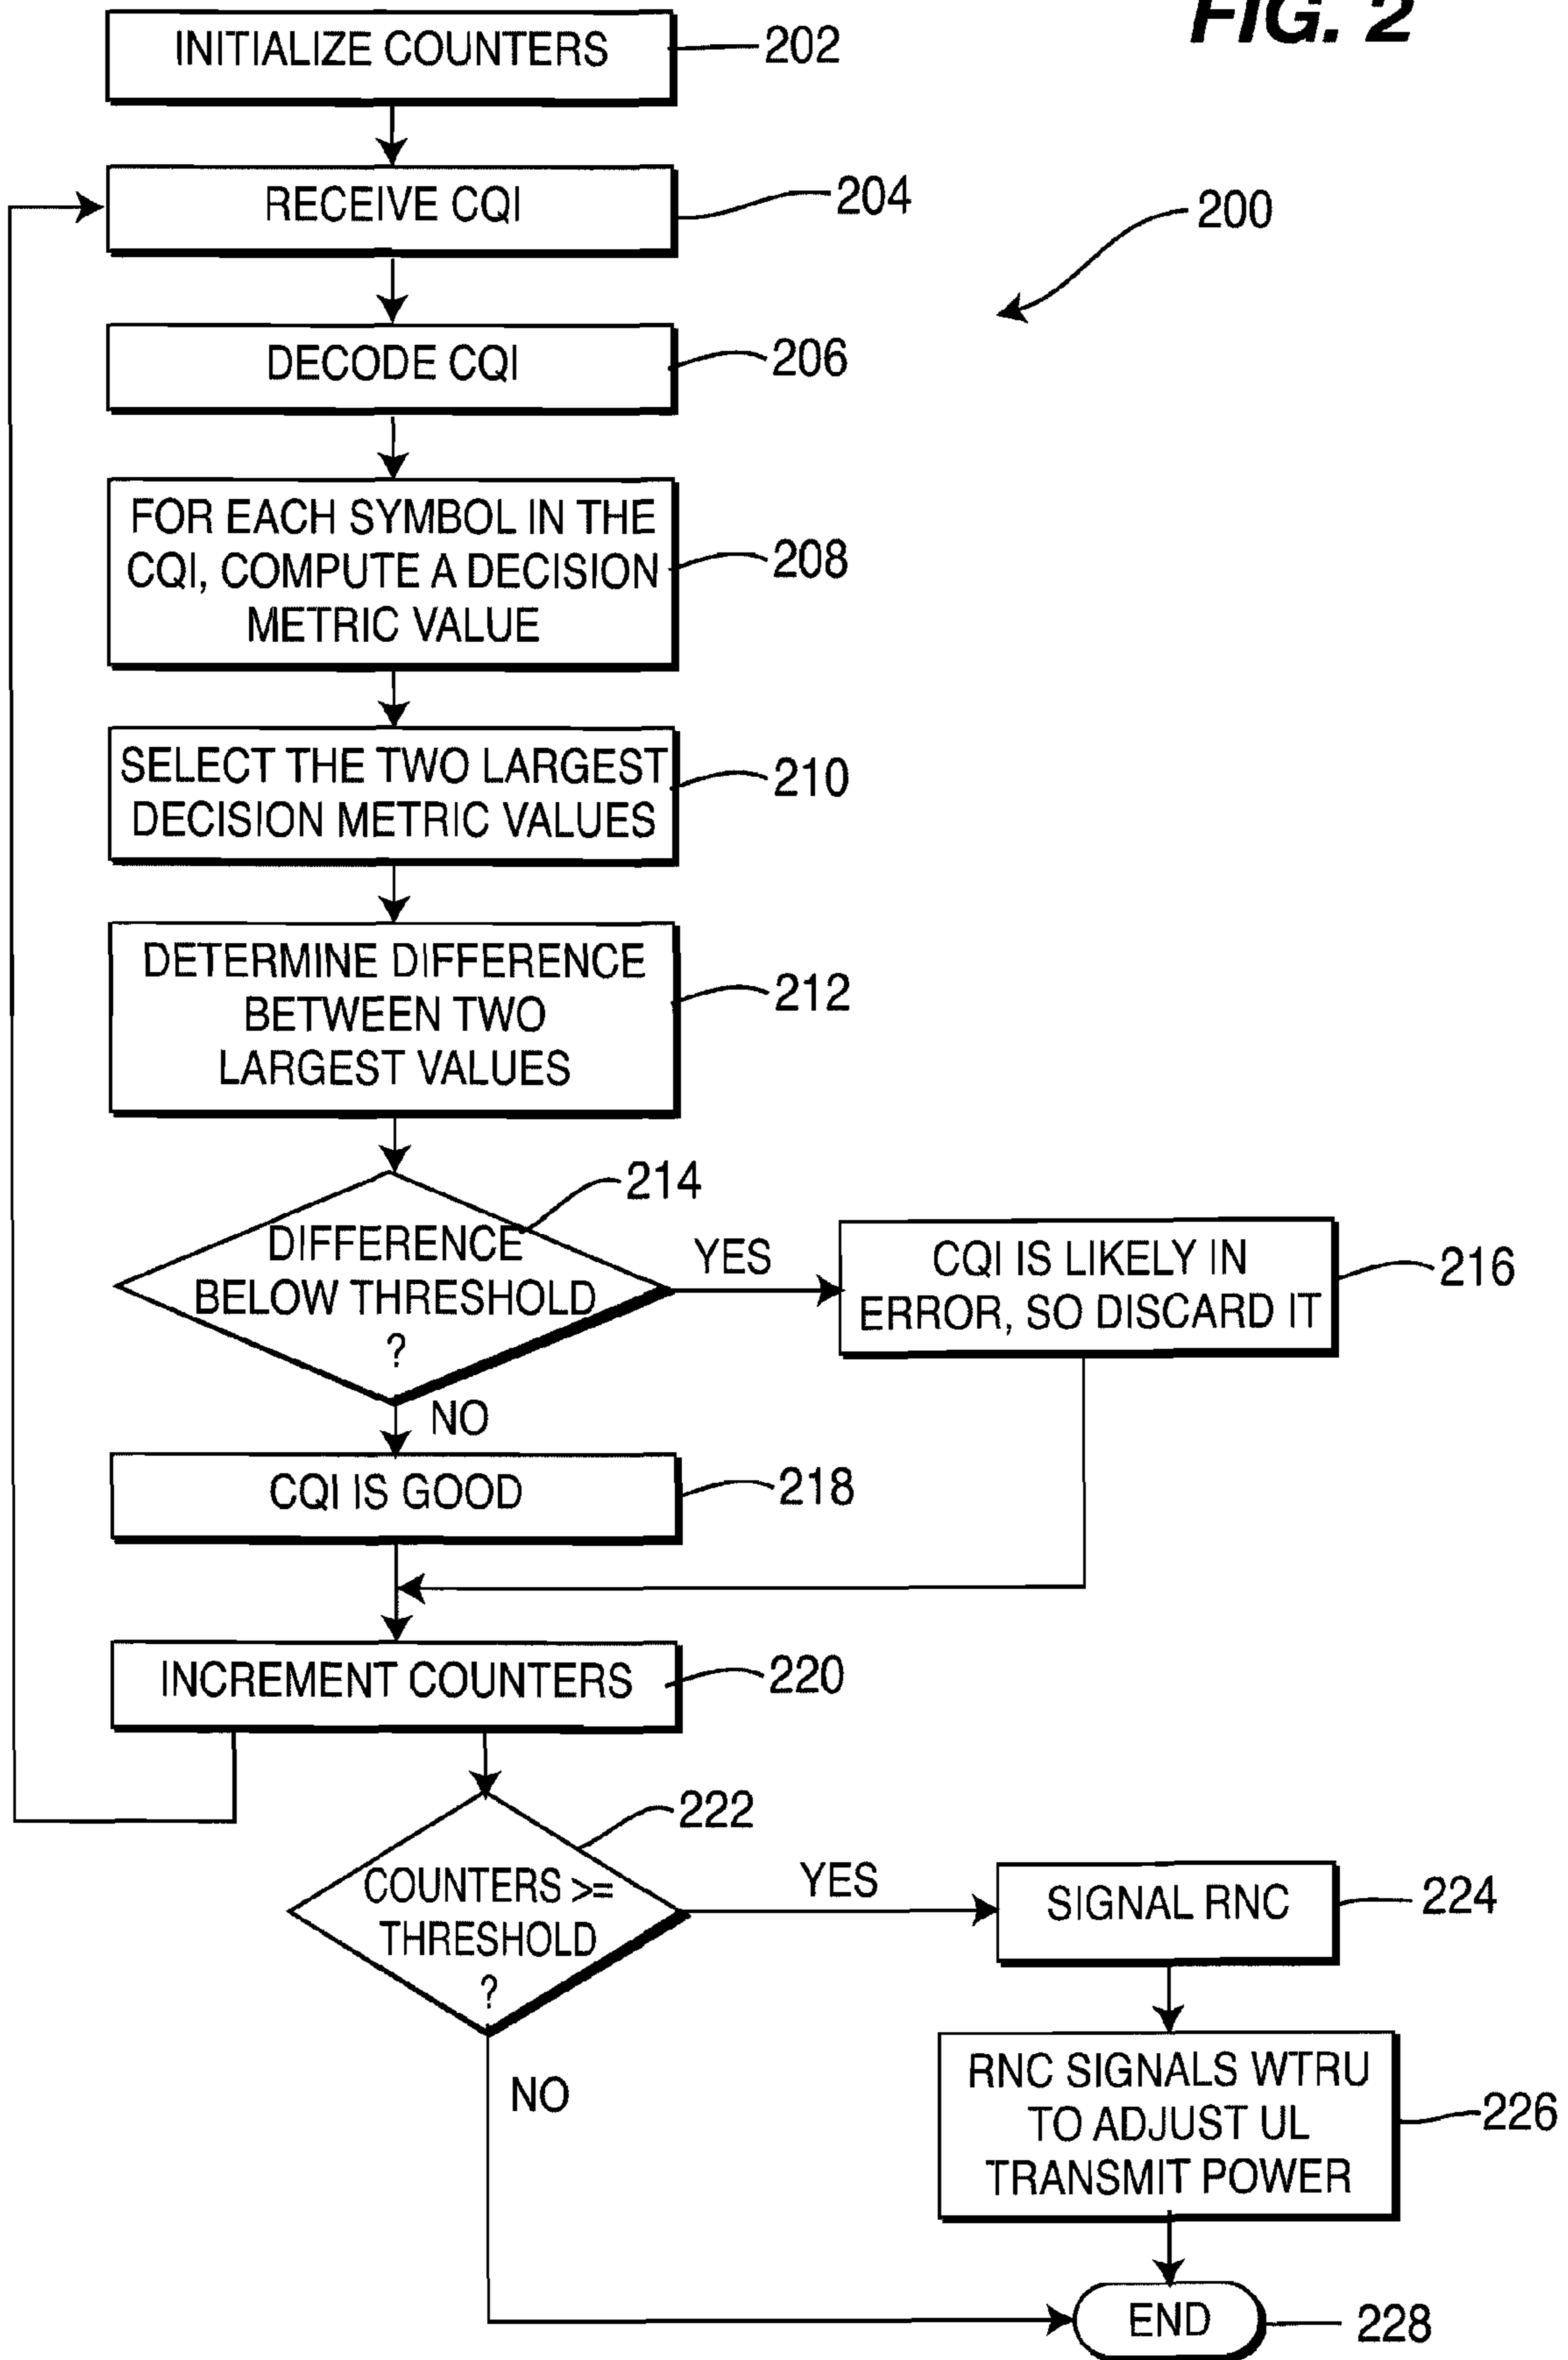 FIG. 2
INITIALIZE COUNTERS
202
RECEIVE CQI
204
200
DECODE CQI
206
FOR EACH SYMBOL IN THE
CQI, COMPUTE A DECISION
METRIC VALUE
208
SELECT THE TWO LARGEST
DECISION METRIC VALUES
210
DETERMINE DIFFERENCE
BETWEEN TWO
LARGEST VALUES
212
214
DIFFERENCE
BELOW THRESHOLD
?
YES
CQI IS LIKELY IN
ERROR, SO DISCARD IT
216
NO
CQI IS GOOD
218
INCREMENT COUNTERS
220
222
COUNTERS >=
THRESHOLD
?
YES
SIGNAL RNC
224
NO
RNC SIGNALS WTRU
TO ADJUST UL
TRANSMIT POWER
226
END
228